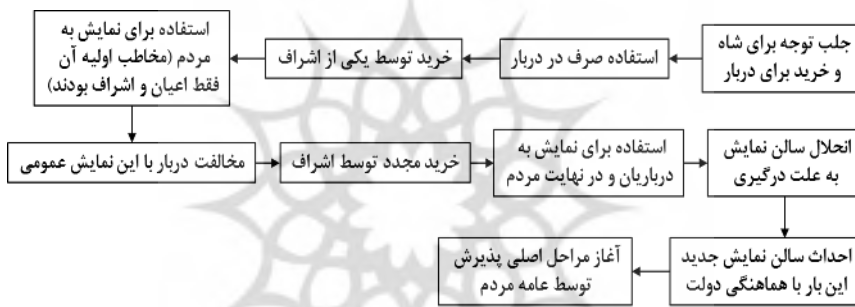 جلب توجه برای شاه
و خرید برای دربار
استفاده صرف در دربار
خرید توسط یکی از اشراف
استفاده برای نمایش به
مردم (مخاطب اولیه آن
فقط اعیان و اشراف بودند)
مخالفت دربار با این نمایش عمومی
خرید مجدد توسط اشراف
استفاده برای نمایش به
درباریان و در نهایت مردم
انحلال سالن نمایش
به علت درگیری
احداث سالن نمایش جدید
این بار با هماهنگی دولت
آغاز مراحل اصلی پذیرش
توسط عامه مردم